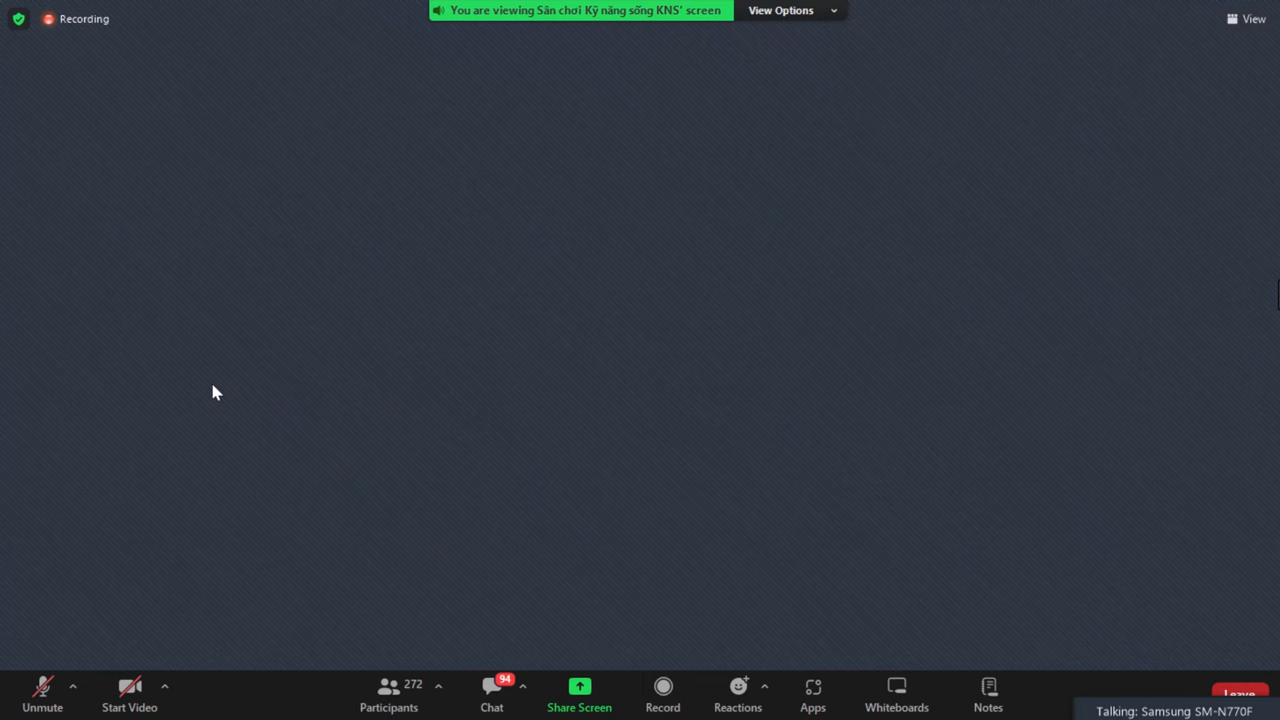 Recording
You are viewing Sân chơi Kỹ năng sống KNS' screen
View Options
View
Unmute
Start Video
272
Participants
94
Chat
Share Screen
Record
Reactions
Apps
Whiteboards
Notes
Leave
Talking: Samsung SM-N770F